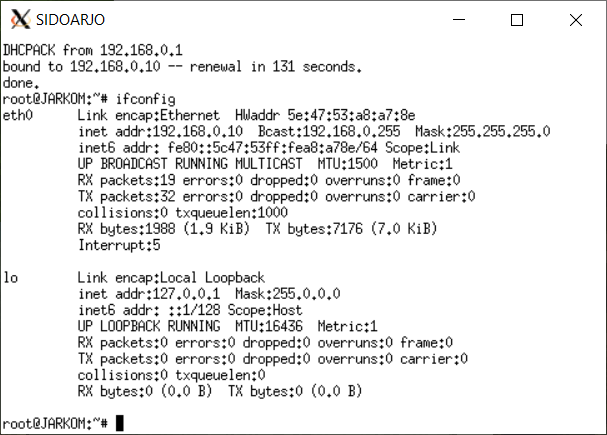 SIDOARJO
DHCPACK from 192.168.0.1
bound to 192.168.0.10 -- renewal in 131 seconds.
done.
root@JARKOM:~# ifconfig
eth0      Link encap:Ethernet  HWaddr 5e:47:53:a8:a7:8e
          inet addr:192.168.0.10  Bcast:192.168.0.255  Mask:255.255.255.0
          inet6 addr: fe80::5c47:53ff:fea8:a78e/64 Scope:Link
          UP BROADCAST RUNNING MULTICAST  MTU:1500  Metric:1
          RX packets:19 errors:0 dropped:0 overruns:0 frame:0
          TX packets:32 errors:0 dropped:0 overruns:0 carrier:0
          collisions:0 txqueuelen:1000
          RX bytes:1988 (1.9 KiB)  TX bytes:7176 (7.0 KiB)
          Interrupt:5
lo        Link encap:Local Loopback
          inet addr:127.0.0.1  Mask:255.0.0.0
          inet6 addr: ::1/128 Scope:Host
          UP LOOPBACK RUNNING  MTU:16436  Metric:1
          RX packets:0 errors:0 dropped:0 overruns:0 frame:0
          TX packets:0 errors:0 dropped:0 overruns:0 carrier:0
          collisions:0 txqueuelen:0
          RX bytes:0 (0.0 B)  TX bytes:0 (0.0 B)
root@JARKOM:~#